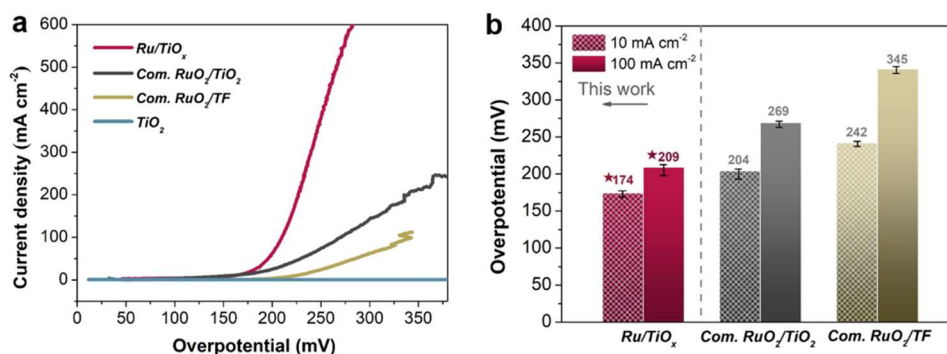 a
Current density (mA cm⁻²)
600
500
400
300
200
100
0
Ru/TiOₓ
Com. RuO₂/TiO₂
Com. RuO₂/TF
TiO₂
0 50 100 150 200 250 300 350
Overpotential (mV)
b
Overpotential (mV)
400
350
300
250
200
150
100
50
0
10 mA cm⁻²
100 mA cm⁻²
This work
★174
★209
204
269
242
345
Ru/TiOₓ Com. RuO₂/TiO₂ Com. RuO₂/TF